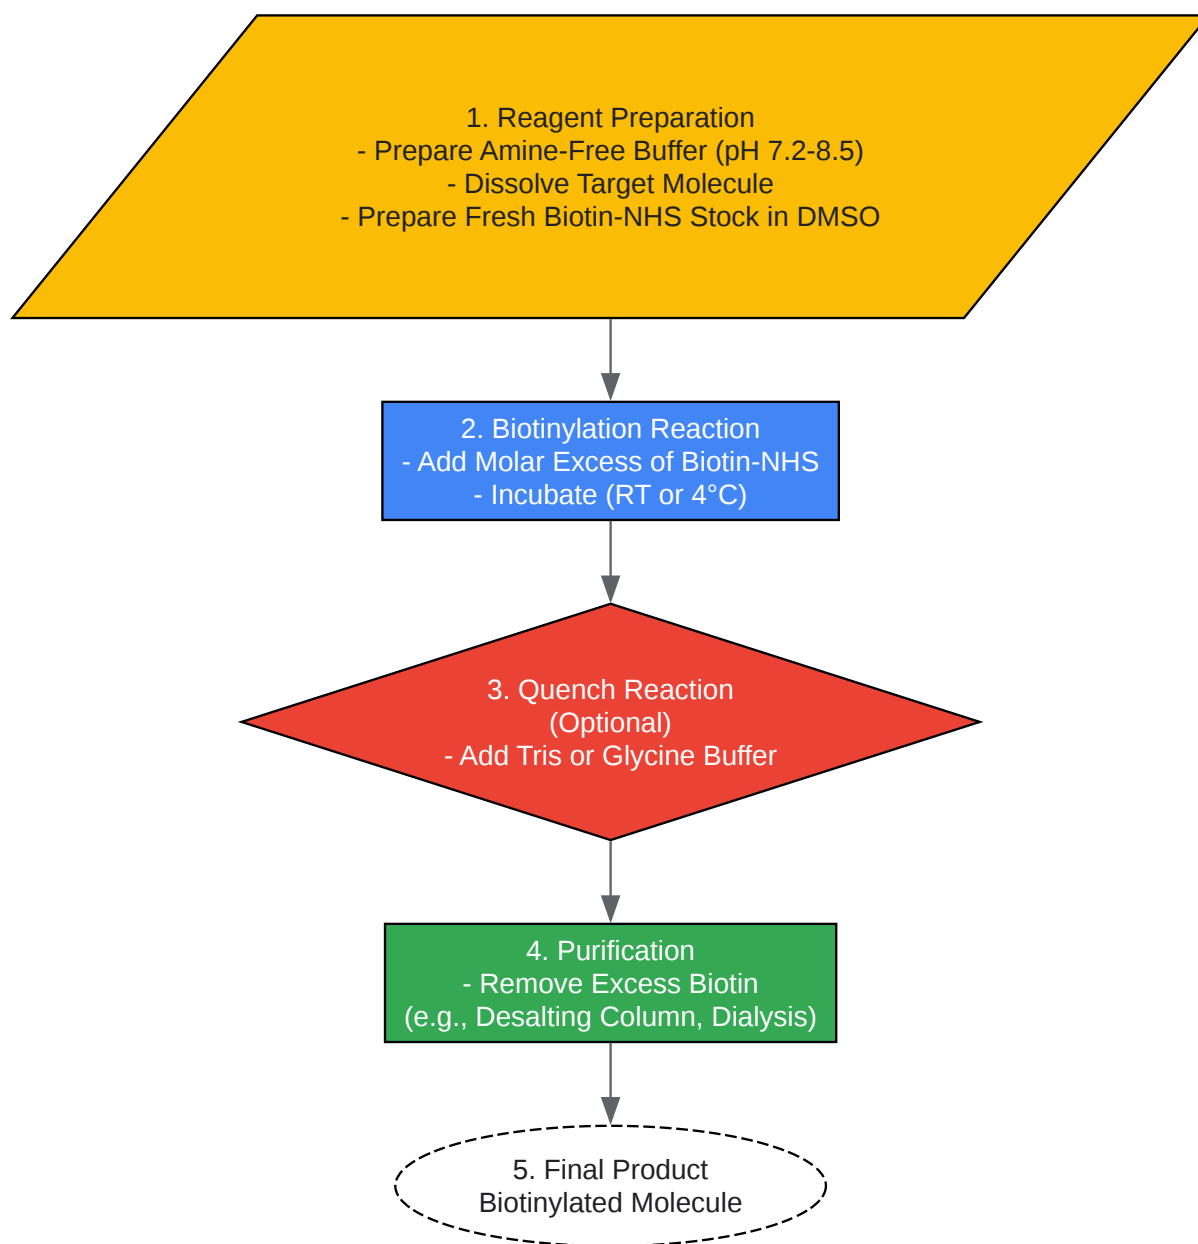 1. Reagent Preparation
- Prepare Amine-Free Buffer (pH 7.2-8.5)
- Dissolve Target Molecule
- Prepare Fresh Biotin-NHS Stock in DMSO
2. Biotinylation Reaction
- Add Molar Excess of Biotin-NHS
- Incubate (RT or 4°C)
3. Quench Reaction
(Optional)
- Add Tris or Glycine Buffer
4. Purification
- Remove Excess Biotin
(e.g., Desalting Column, Dialysis)
5. Final Product
Biotinylated Molecule